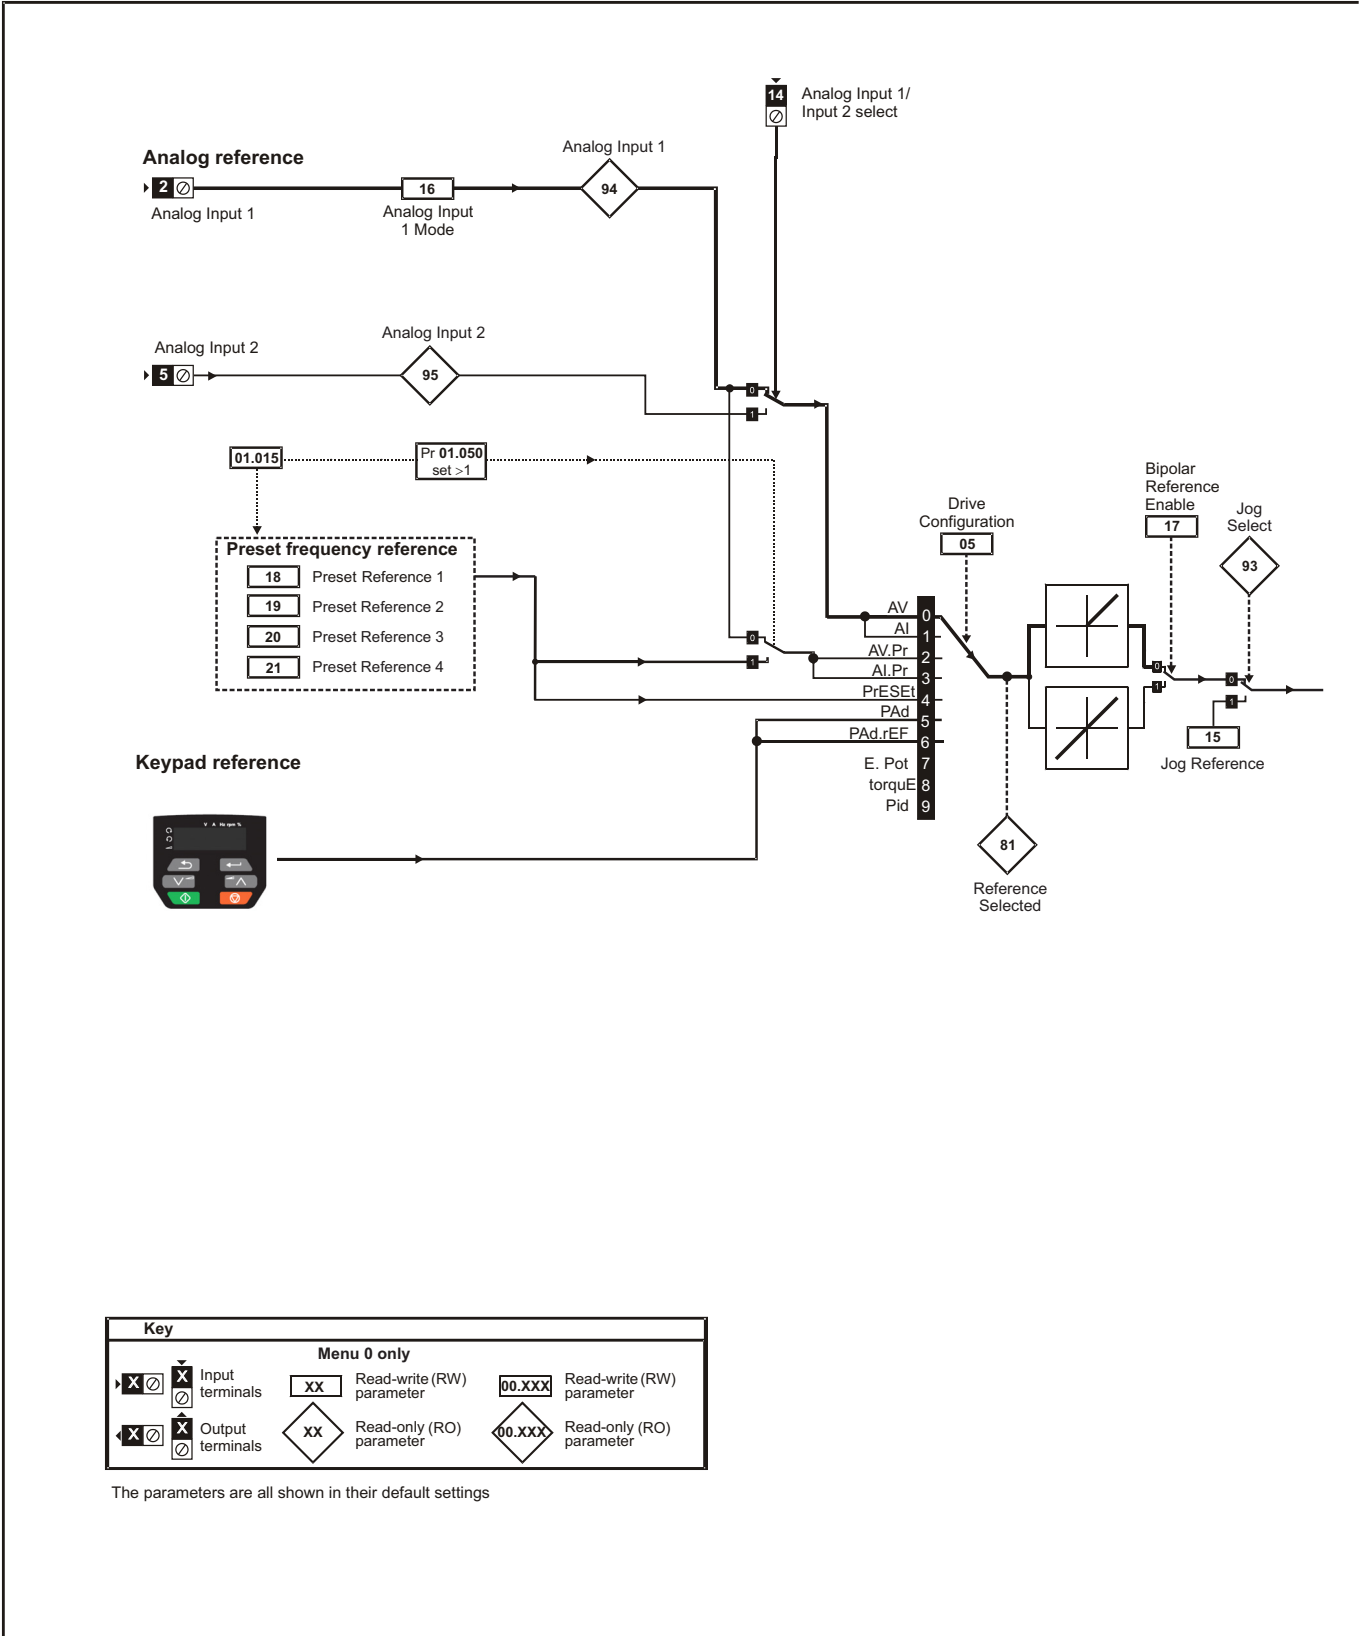 14
Analog Input 1/
Input 2 select
Analog reference
Analog Input 1
2
16
94
Analog Input 1
Analog Input
1 Mode
Analog Input 2
Analog Input 2
5
95
0
1
01.015
Pr 01.050
set >1
Preset frequency reference
18 Preset Reference 1
19 Preset Reference 2
20 Preset Reference 3
21 Preset Reference 4
0
1
Drive
Configuration
05
Bipolar
Reference
Enable
17
Jog
Select
93
AV 0
AI 1
AV.Pr 2
AI.Pr 3
PrESEt 4
PAd 5
PAd.rEF 6
E. Pot 7
torquE 8
Pid 9
0
1
0
1
15
Jog Reference
81
Reference
Selected
Keypad reference
V A Hz rpm %
Key
Menu 0 only
X
X
Input
terminals
XX
Read-write (RW)
parameter
00.XXX
Read-write (RW)
parameter
X
X
Output
terminals
XX
Read-only (RO)
parameter
00.XXX
Read-only (RO)
parameter
The parameters are all shown in their default settings